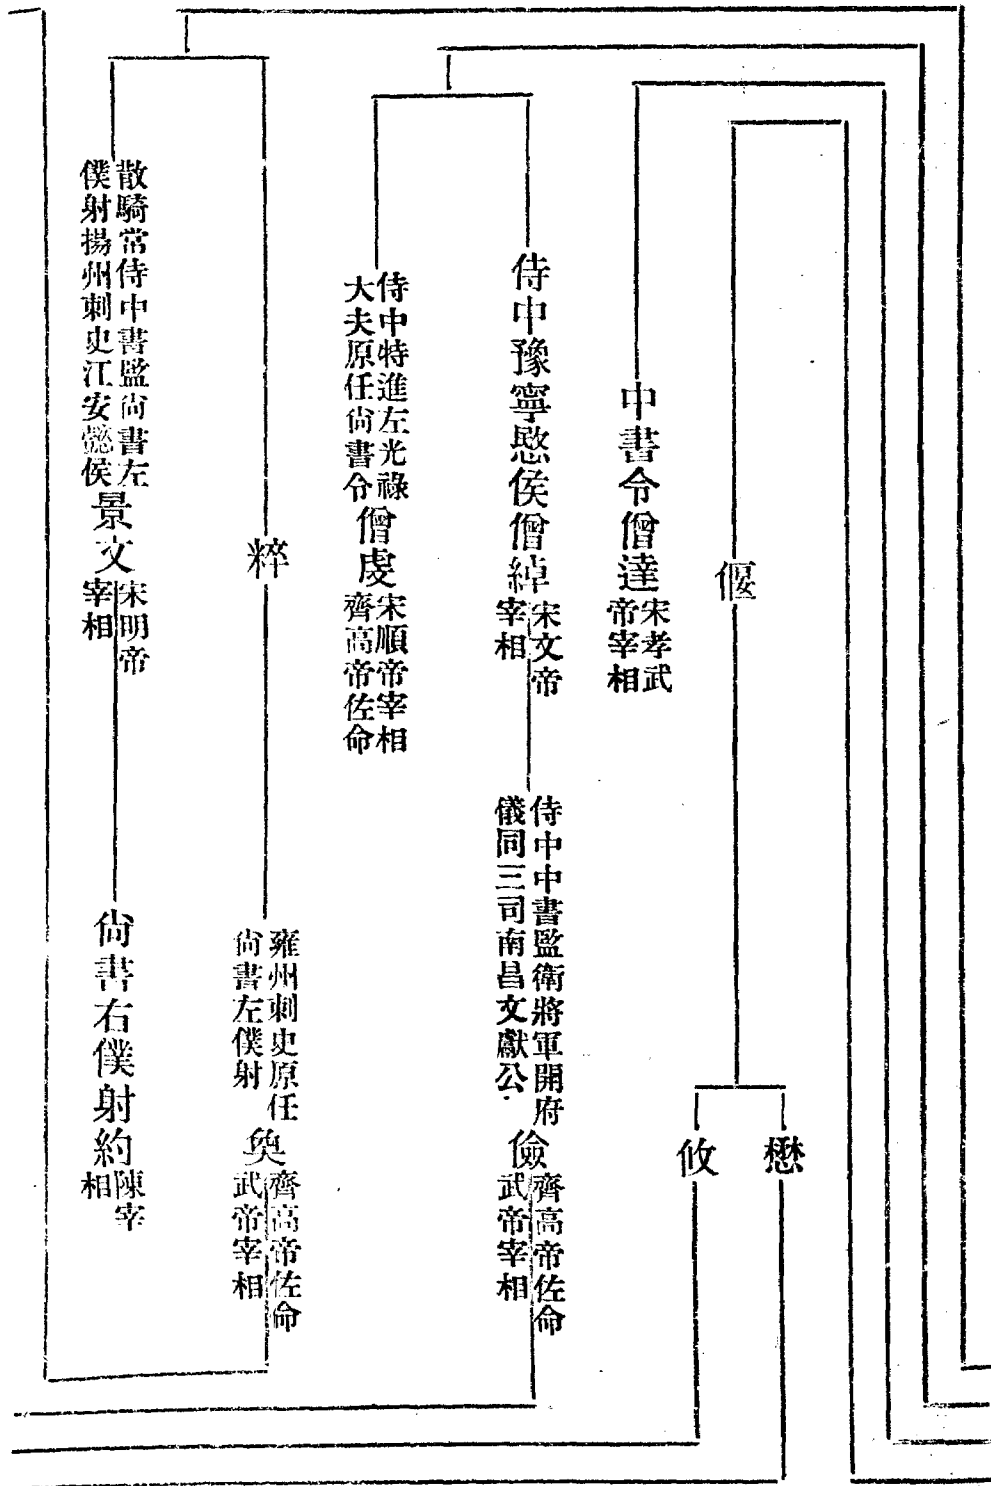 偃
懋
攸
中書令僧達
宋孝武
帝宰相
侍中豫寧愍侯僧綽
宋文帝
宰相
侍中中書監衛將軍開府
儀同三司南昌文獻公
儉
齊高帝佐命
武帝宰相
侍中特進左光祿
大夫原任尙書令
僧虔
宋順帝宰相
齊高帝佐命
粹
雍州刺史原任
尙書左僕射
奐
齊高帝佐命
武帝宰相
散騎常侍中書監尙書左
僕射揚州刺史江安懿侯
景文
宋明帝
宰相
尙書右僕射約
陳宰
相